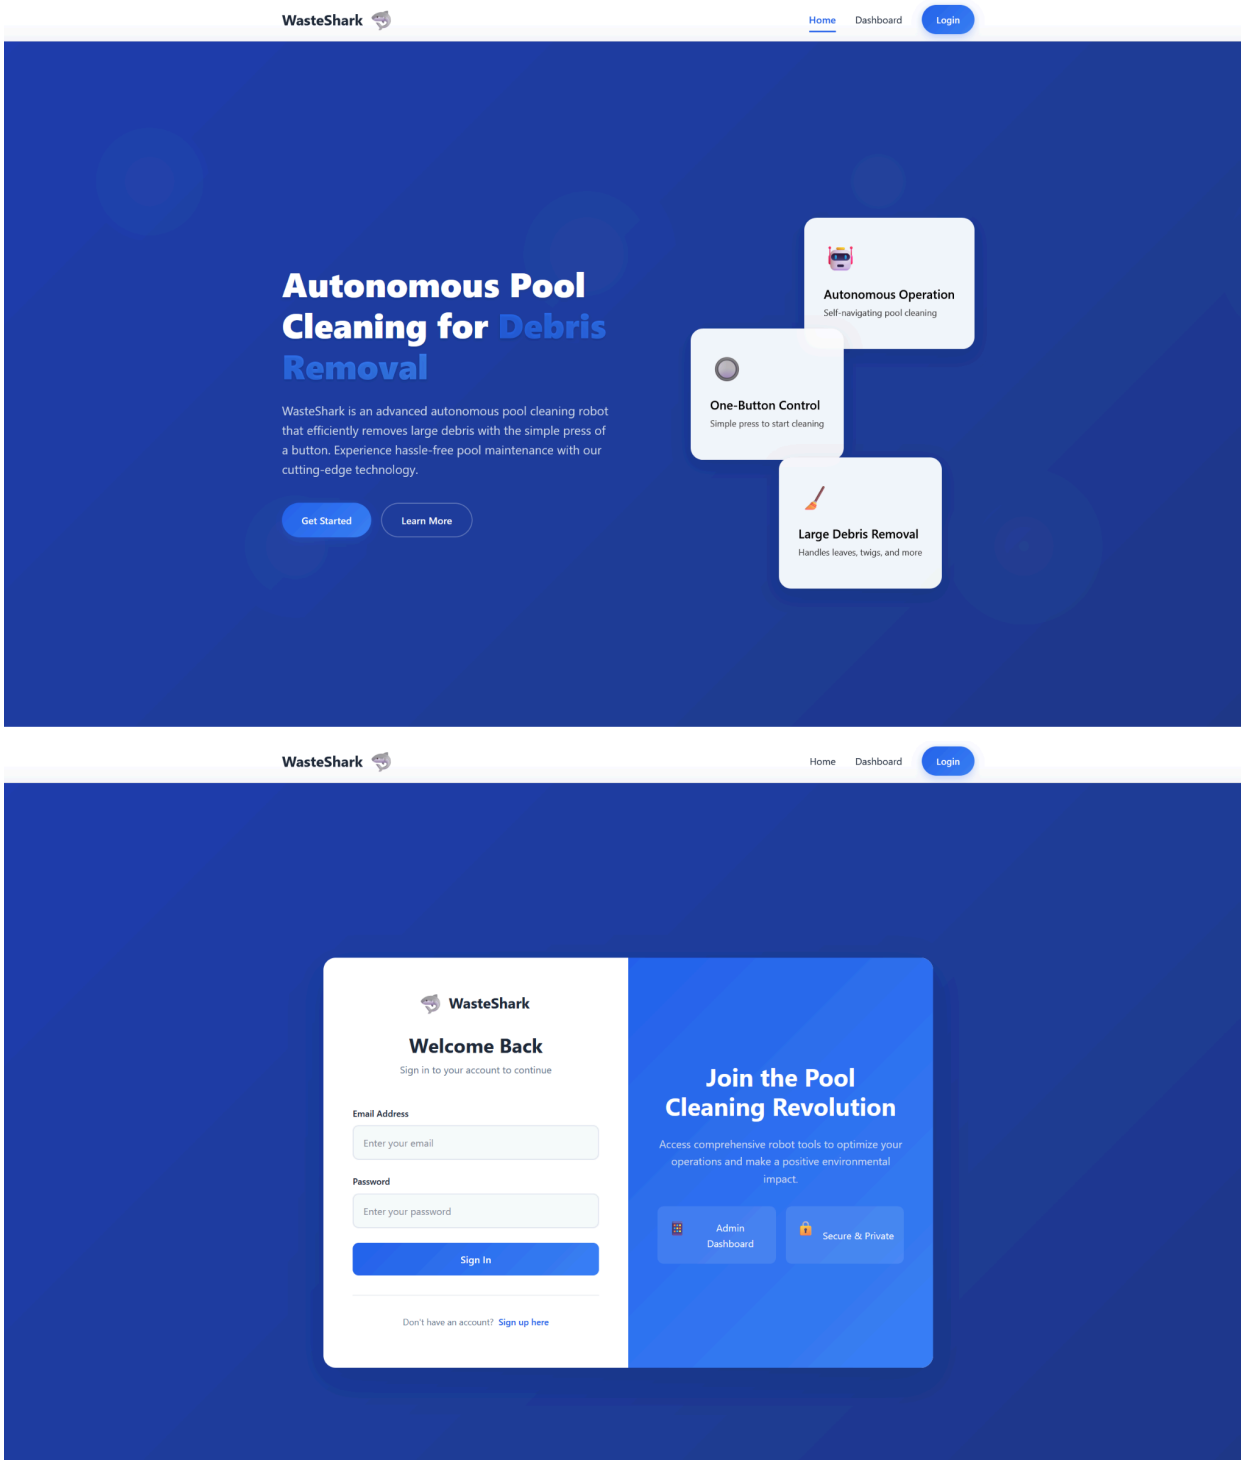 WasteShark
Home Dashboard Login
Autonomous Pool
Cleaning for Debris
Removal
WasteShark is an advanced autonomous pool cleaning robot
that efficiently removes large debris with the simple press of
a button. Experience hassle-free pool maintenance with our
cutting-edge technology.
Get Started Learn More
Autonomous Operation
Self-navigating pool cleaning
One-Button Control
Simple press to start cleaning
Large Debris Removal
Handles leaves, twigs, and more
WasteShark
Home Dashboard Login
WasteShark
Welcome Back
Sign in to your account to continue
Email Address
Enter your email
Password
Enter your password
Sign In
Don't have an account? Sign up here
Join the Pool
Cleaning Revolution
Access comprehensive robot tools to optimize your
operations and make a positive environmental
impact.
Admin
Dashboard
Secure & Private